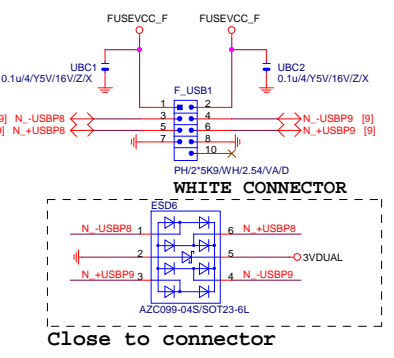 FUSEVCC_F FUSEVCC_F
UBC1 UBC2
0.1u/4/Y5V/16V/Z/X 0.1u/4/Y5V/16V/Z/X
F_USB1
1 2
9] N_-USBP8 3 4 N_-USBP9 [9]
9] N_+USBP8 5 6 N_+USBP9 [9]
7 8
10
PH/2*5K9/WH/2.54/VA/D
WHITE CONNECTOR
ESD6
N_-USBP8 1 6 N_+USBP8
2 5 3VDUAL
N_+USBP9 3 4 N_-USBP9
AZC099-04S/SOT23-6L
Close to connector